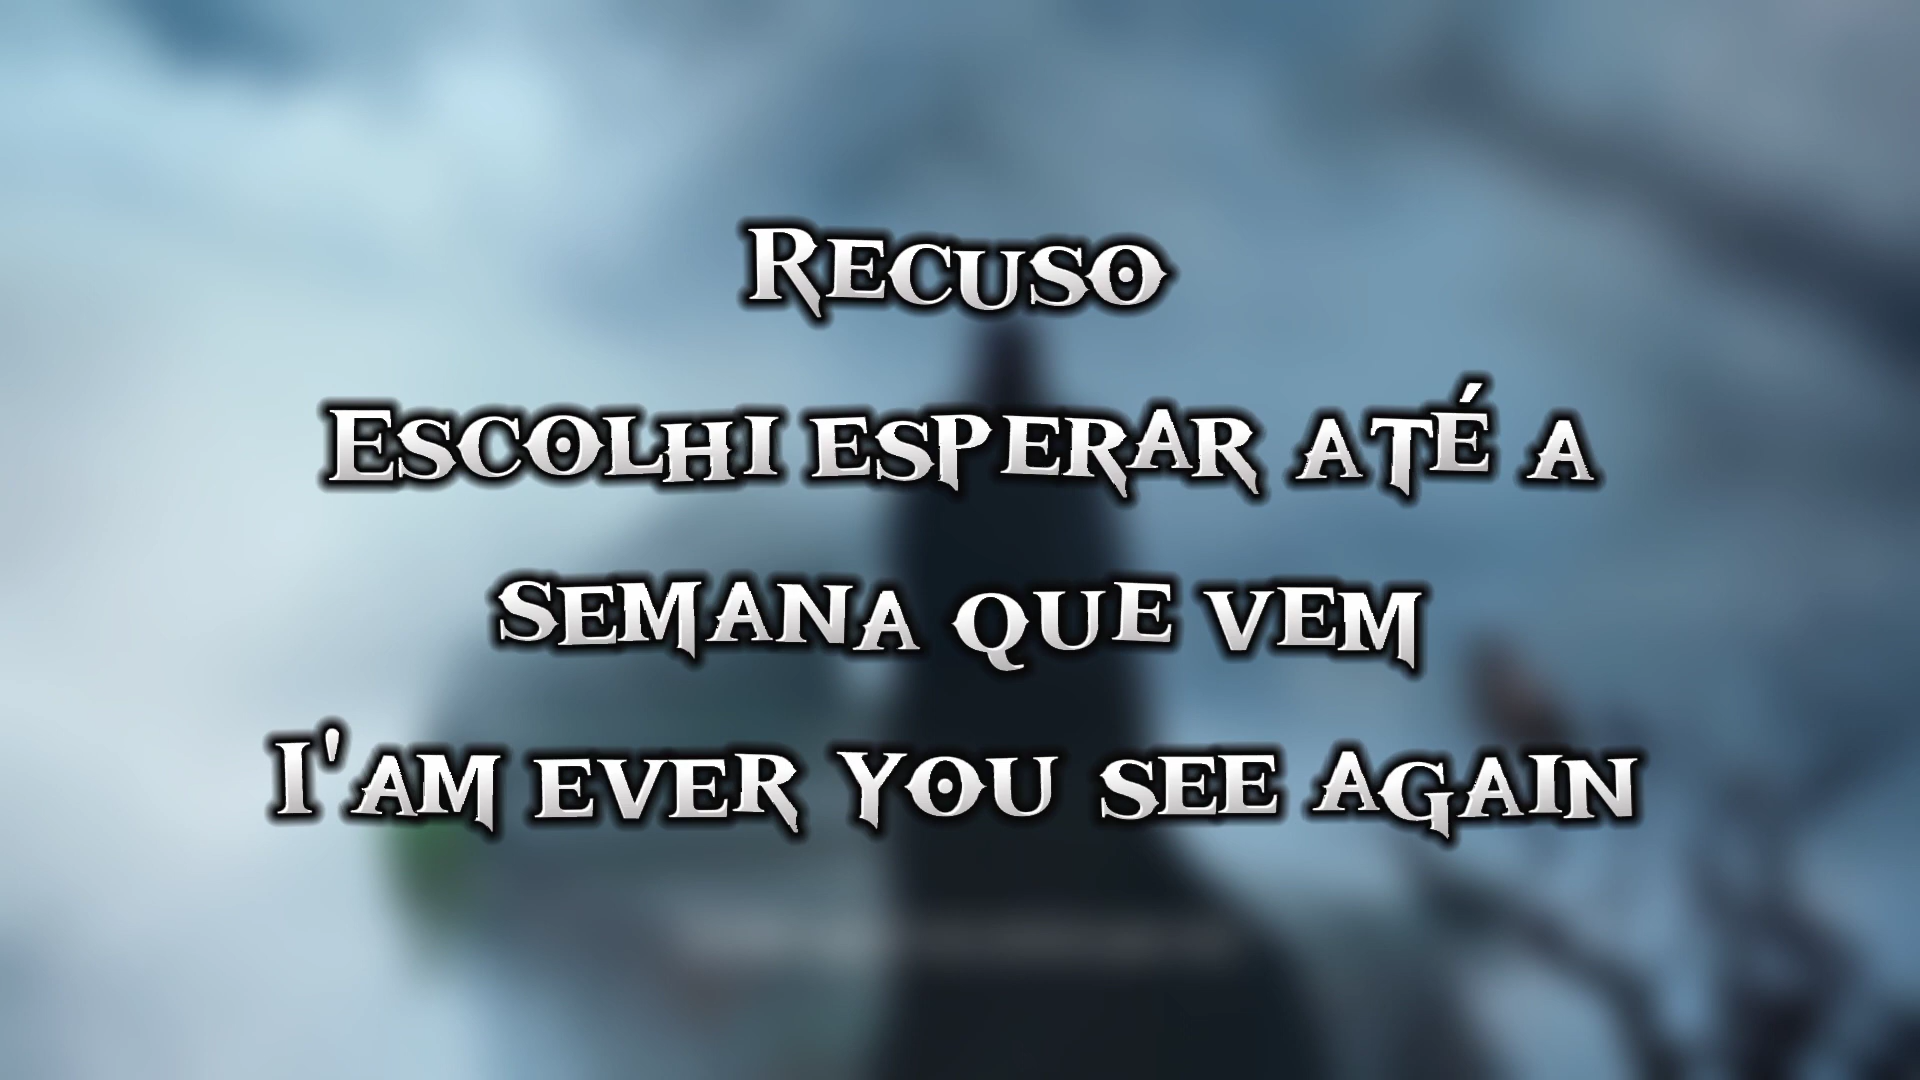 Recuso
Escolhi esperar até a
semana que vem
I'am ever you see again